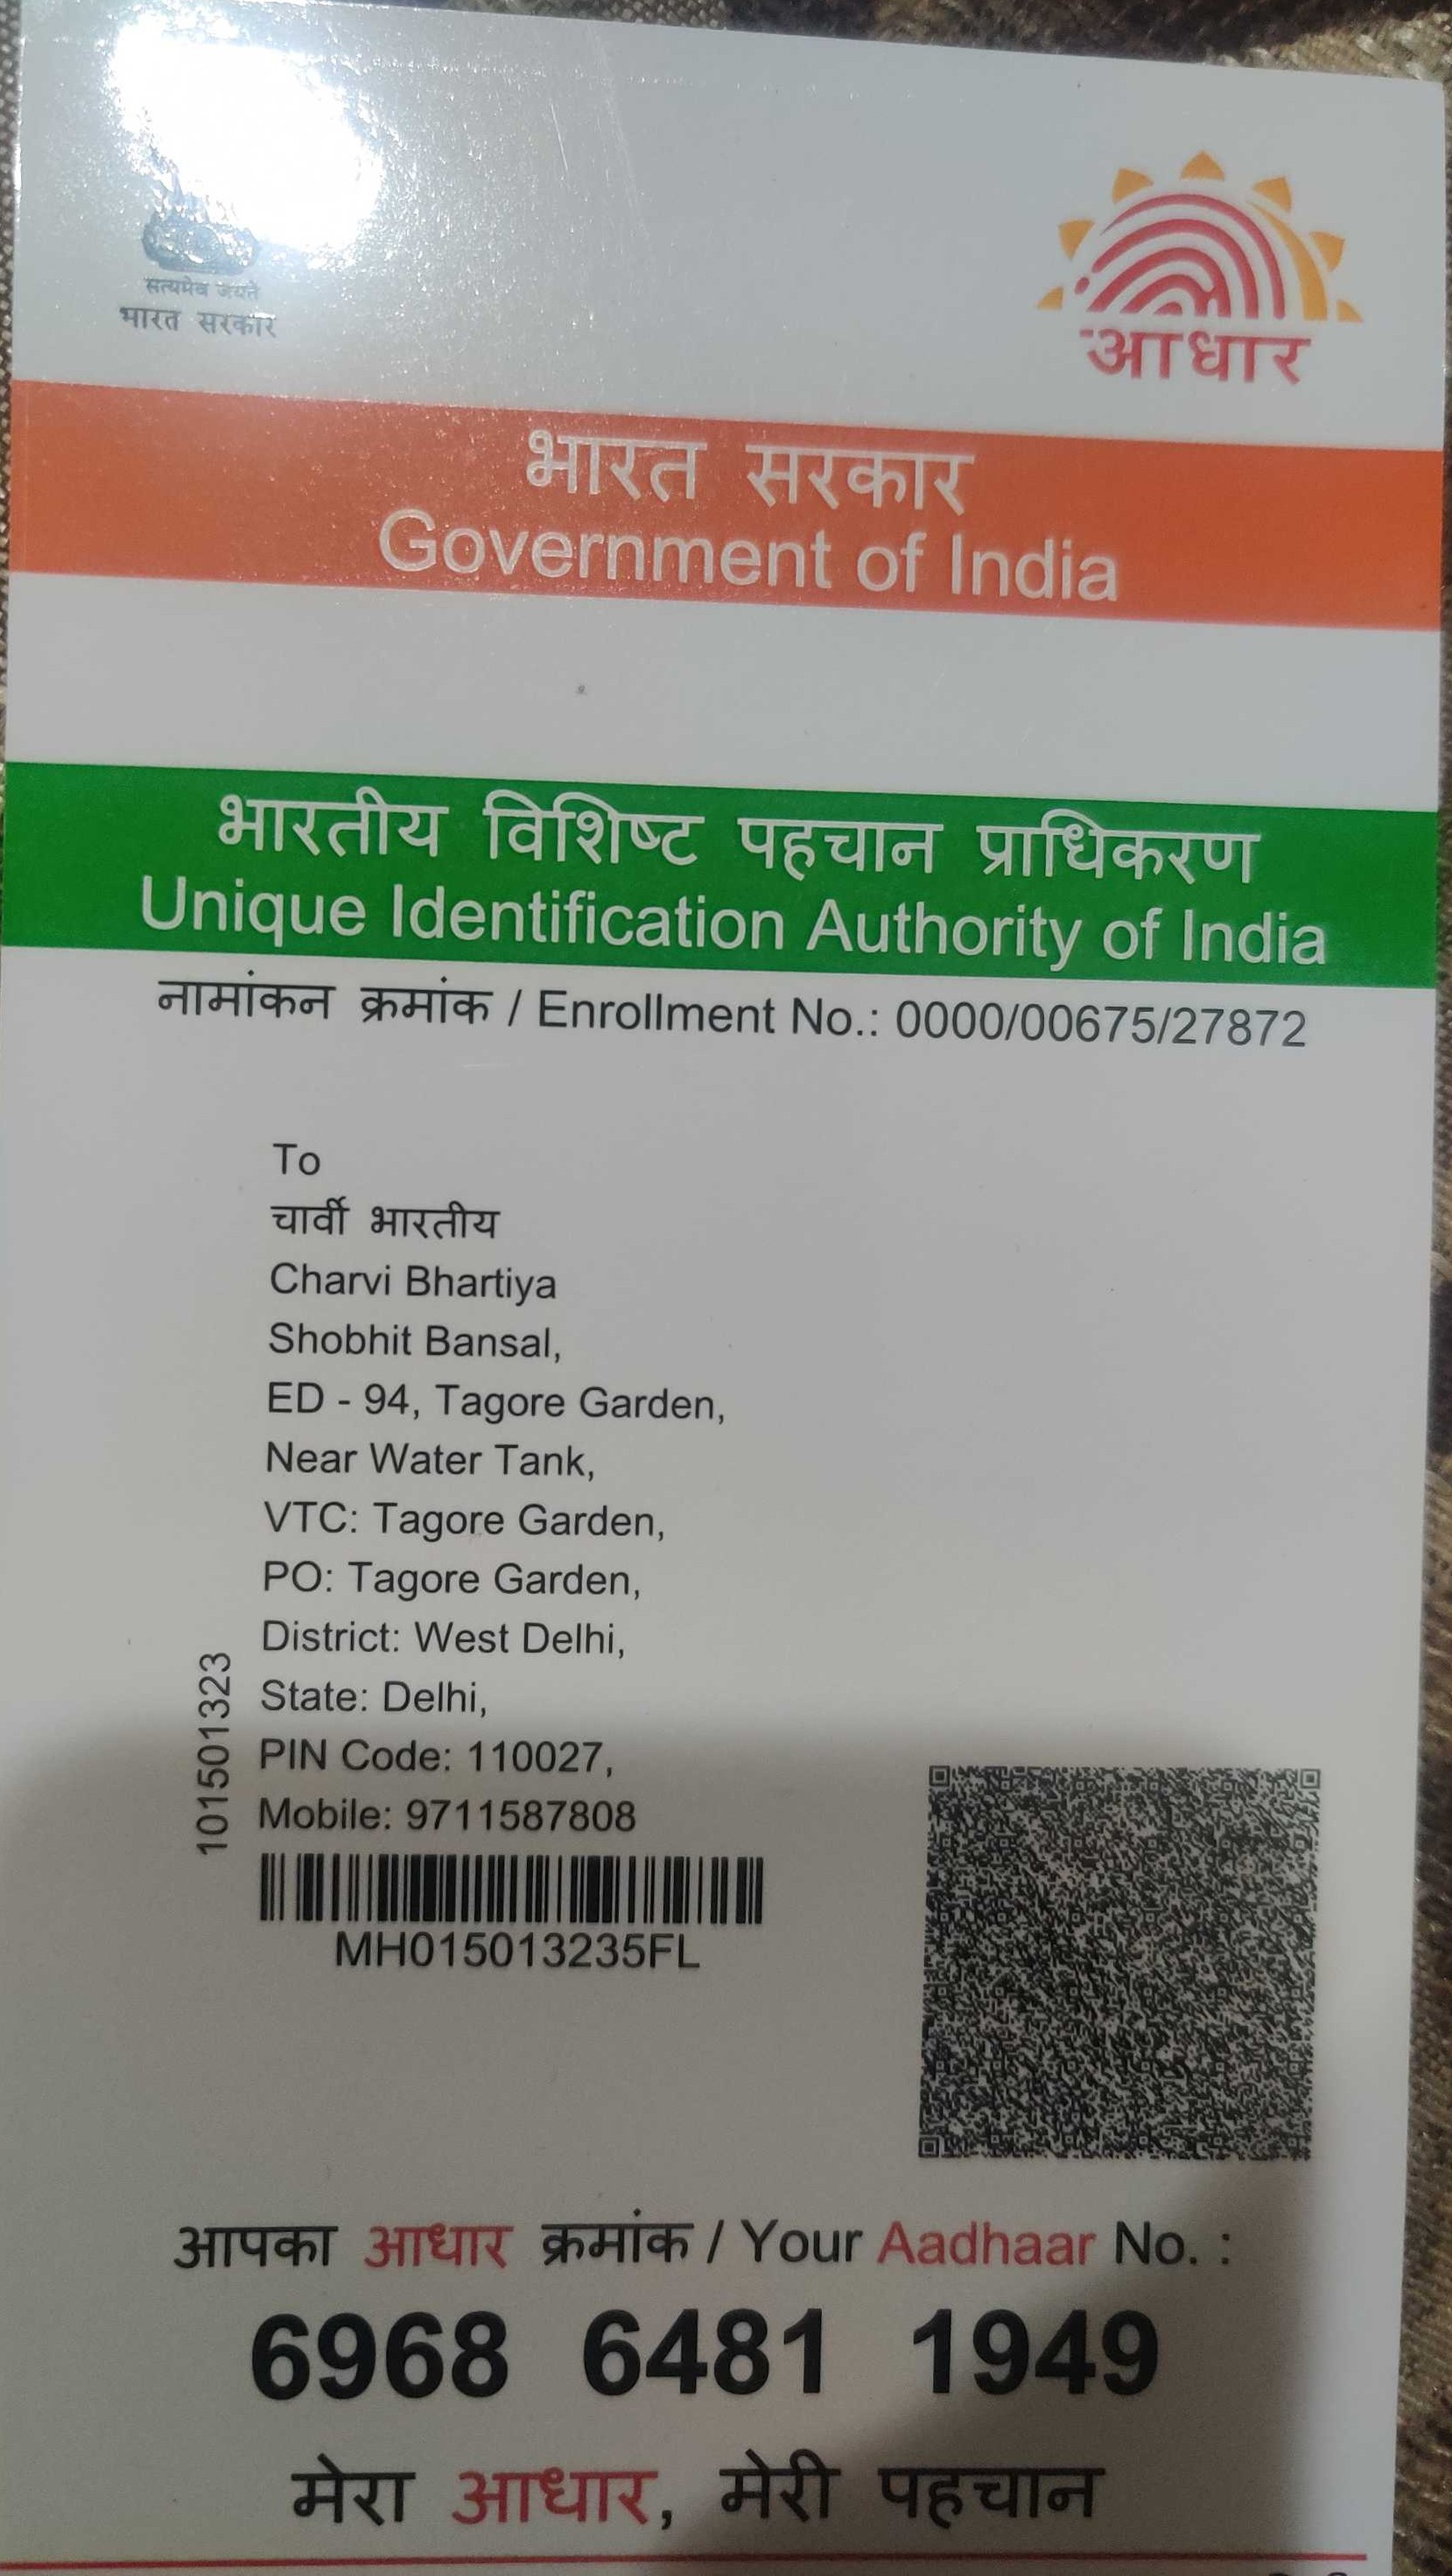 सत्यमेव जयते
भारत सरकार
आधार
भारत सरकार
Government of India
भारतीय विशिष्ट पहचान प्राधिकरण
Unique Identification Authority of India
नामांकन क्रमांक / Enrollment No.: 0000/00675/27872
To
चार्वी भारतीय
Charvi Bhartiya
Shobhit Bansal,
ED - 94, Tagore Garden,
Near Water Tank,
VTC: Tagore Garden,
PO: Tagore Garden,
District: West Delhi,
State: Delhi,
PIN Code: 110027,
Mobile: 9711587808
101501323
MH015013235FL
आपका आधार क्रमांक / Your Aadhaar No. :
6968 6481 1949
मेरा आधार, मेरी पहचान